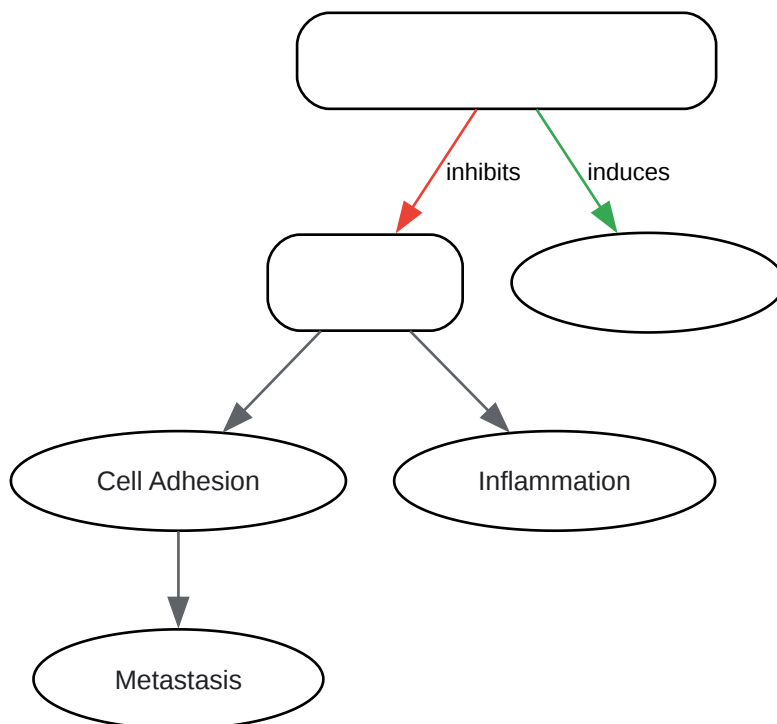 inhibits
induces
Cell Adhesion
Inflammation
Metastasis